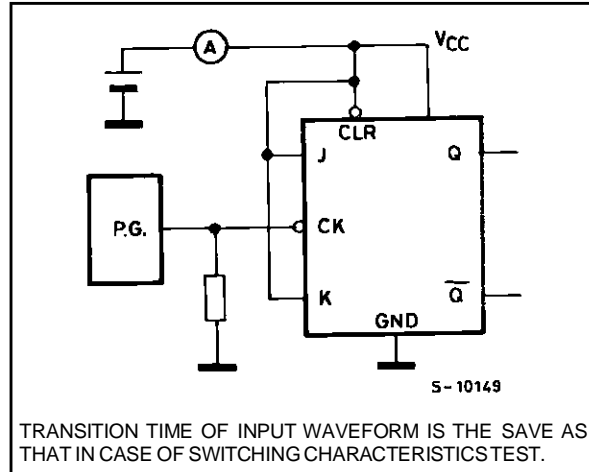 A
VCC
CLR
J
Q
P.G.
CK
K
Q
GND
S-10149
TRANSITION TIME OF INPUT WAVEFORM IS THE SAVE AS
THAT IN CASE OF SWITCHING CHARACTERISTICS TEST.